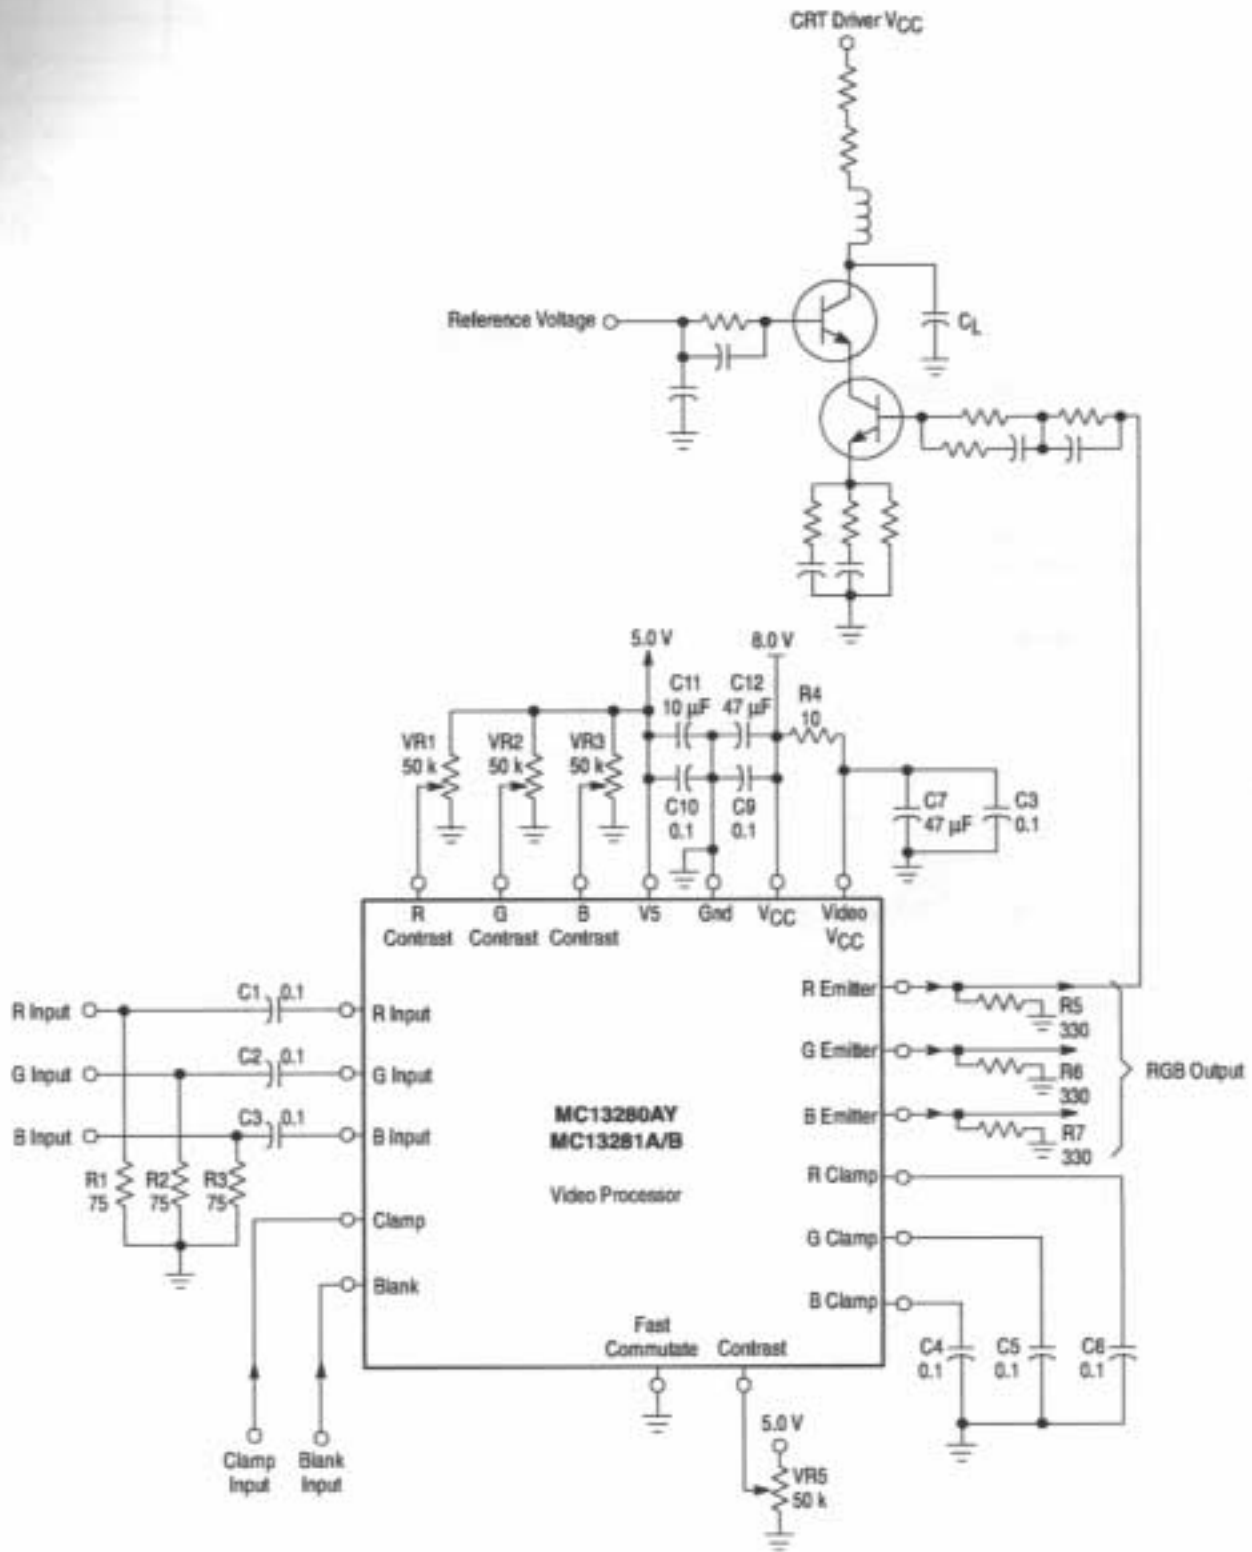 CRT Driver VCC
Reference Voltage
CL
5.0 V
8.0 V
C11
10 µF
C12
47 µF
R4
10
VR1
50 k
VR2
50 k
VR3
50 k
C10
0.1
C9
0.1
C7
47 µF
C3
0.1
R
Contrast
G
Contrast
B
Contrast
V5
Gnd
VCC
Video
VCC
R Input
C1 0.1
R Input
G Input
C2 0.1
G Input
B Input
C3 0.1
B Input
R1
75
R2
75
R3
75
Clamp
Blank
MC13280AY
MC13281A/B
Video Processor
R Emitter
R5
330
G Emitter
R6
330
B Emitter
R7
330
RGB Output
R Clamp
G Clamp
B Clamp
C4
0.1
C5
0.1
C6
0.1
Fast
Commutate
Contrast
5.0 V
VR5
50 k
Clamp
Input
Blank
Input